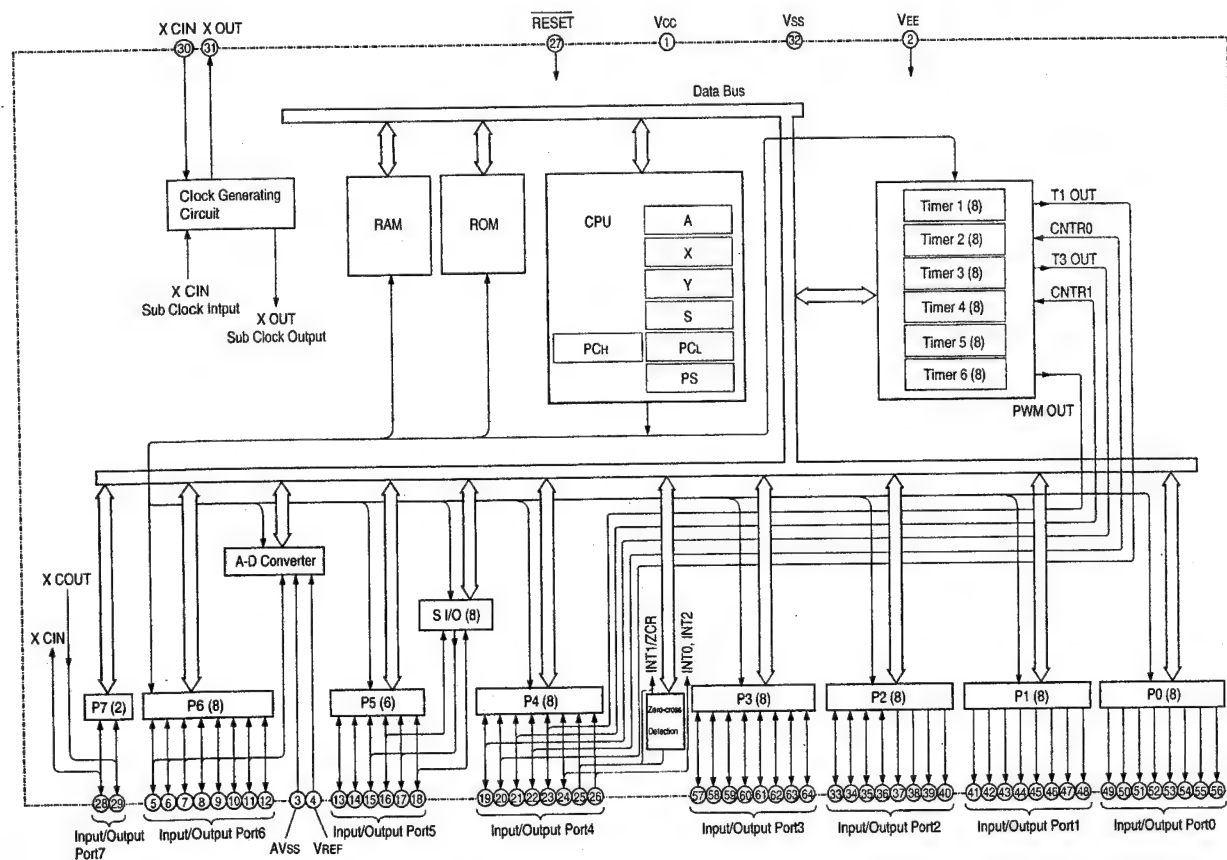 X CIN X OUT
RESET
Vcc
Vss
VEE
30 31
27
1
32
2
Data Bus
Clock Generating
Circuit
RAM
ROM
CPU
A
X
Y
S
PCH
PCL
PS
Timer 1 (8)
Timer 2 (8)
Timer 3 (8)
Timer 4 (8)
Timer 5 (8)
Timer 6 (8)
T1 OUT
CNTR0
T3 OUT
CNTR1
PWM OUT
X CIN
Sub Clock Intput
X OUT
Sub Clock Output
A-D Converter
S I/O (8)
X COUT
X CIN
INT1/ZCR
INT0, INT2
P7 (2)
P6 (8)
P5 (6)
P4 (8)
Zero-cross
Detection
P3 (8)
P2 (8)
P1 (8)
P0 (8)
28 29
5 6 7 8 9 10 11 12
3 4
13 14 15 16 17 18
19 20 21 22 23 24 25 26
57 58 59 60 61 62 63 64
33 34 35 36 37 38 39 40
41 42 43 44 45 46 47 48
49 50 51 52 53 54 55 56
Input/Output
Port7
Input/Output Port6
AVss
VREF
Input/Output Port5
Input/Output Port4
Input/Output Port3
Input/Output Port2
Input/Output Port1
Input/Output Port0